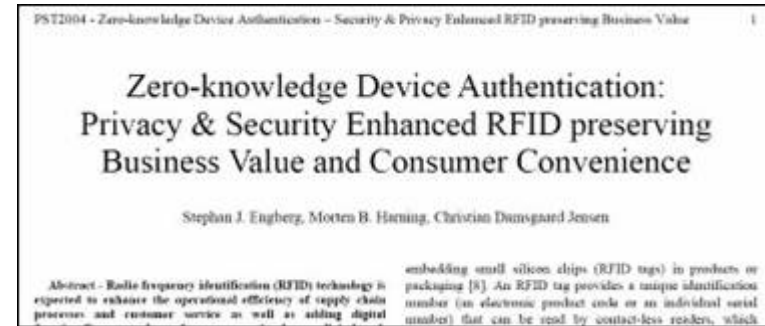 PST2004 - Zero-knowledge Device Authentication – Security & Privacy Enhanced RFID preserving Business Value 1
Zero-knowledge Device Authentication:
Privacy & Security Enhanced RFID preserving
Business Value and Consumer Convenience
Stephan J. Engberg, Morten B. Harning, Christian Damsgaard Jensen
Abstract - Radio frequency identification (RFID) technology is
expected to enhance the operational efficiency of supply chain
processes and customer service as well as adding digital
embedding small silicon chips (RFID tags) in products or
packaging [8]. An RFID tag provides a unique identification
number (an electronic product code or an individual serial
number) that can be read by contact-less readers, which